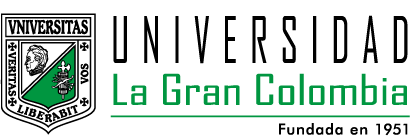 VNIVERSITAS
VERITAS
VOS
LIBERABIT
UNIVERSIDAD
La Gran Colombia
Fundada en 1951